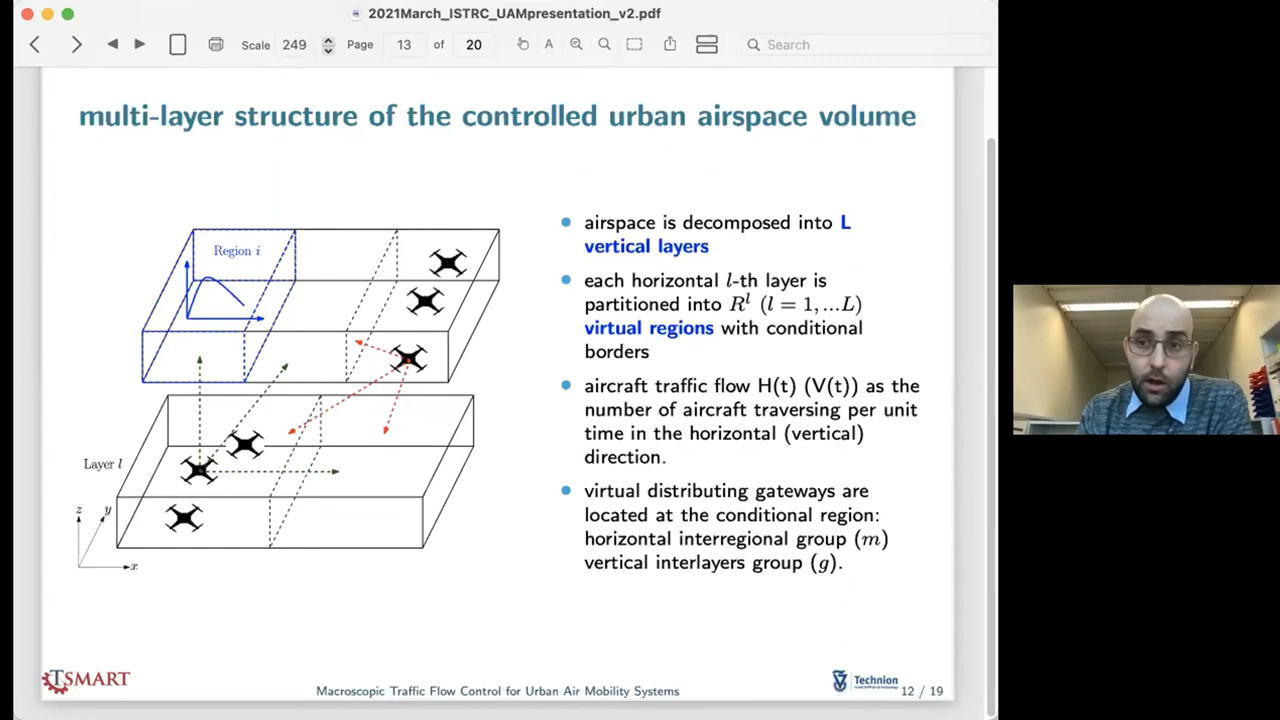 2021March_ISTRC_UAMpresentation_v2.pdf
Scale 249 Page 13 of 20 A Search
multi-layer structure of the controlled urban airspace volume
Region i
Layer l
z
y
x
airspace is decomposed into L
vertical layers
each horizontal l-th layer is
partitioned into R^l (l = 1, ...L)
virtual regions with conditional
borders
aircraft traffic flow H(t) (V(t)) as the
number of aircraft traversing per unit
time in the horizontal (vertical)
direction.
virtual distributing gateways are
located at the conditional region:
horizontal interregional group (m)
vertical interlayers group (g).
TSMART
Macroscopic Traffic Flow Control for Urban Air Mobility Systems
Technion
12 / 19